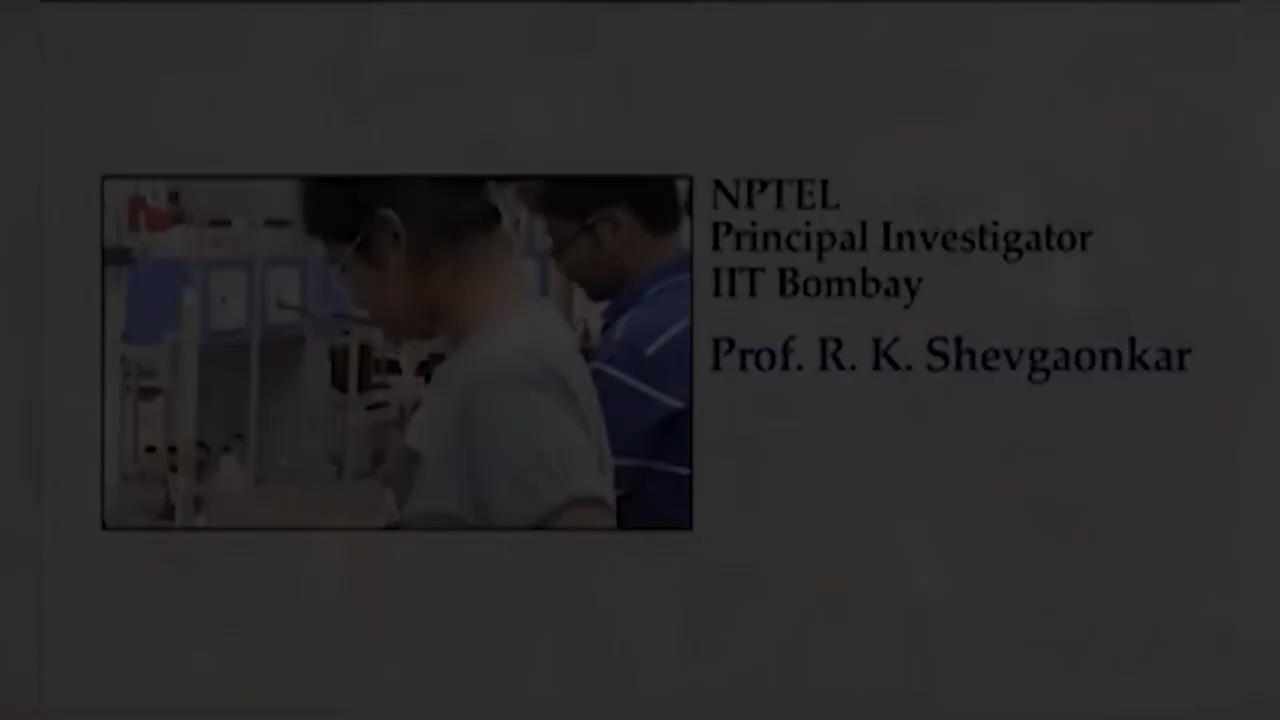 NPTEL
Principal Investigator
IIT Bombay
Prof. R. K. Shevgaonkar